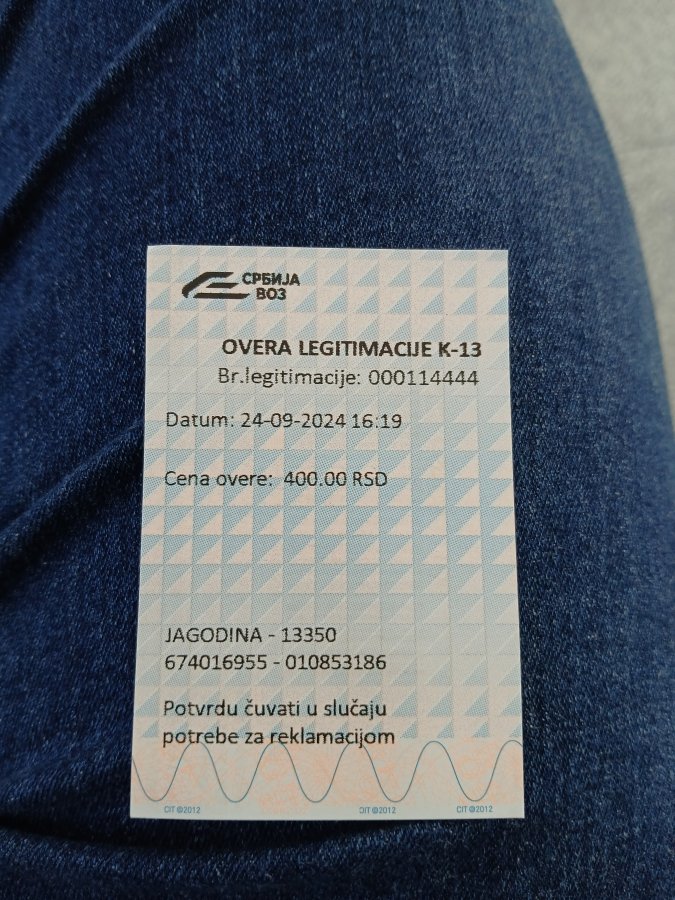 СРБИЈА
ВОЗ
OVERA LEGITIMACIJE K-13
Br.legitimacije: 000114444
Datum: 24-09-2024 16:19
Cena overe: 400.00 RSD
JAGODINA - 13350
674016955 - 010853186
Potvrdu čuvati u slučaju
potrebe za reklamacijom
CIT ©2012 CIT ©2012 CIT ©2012